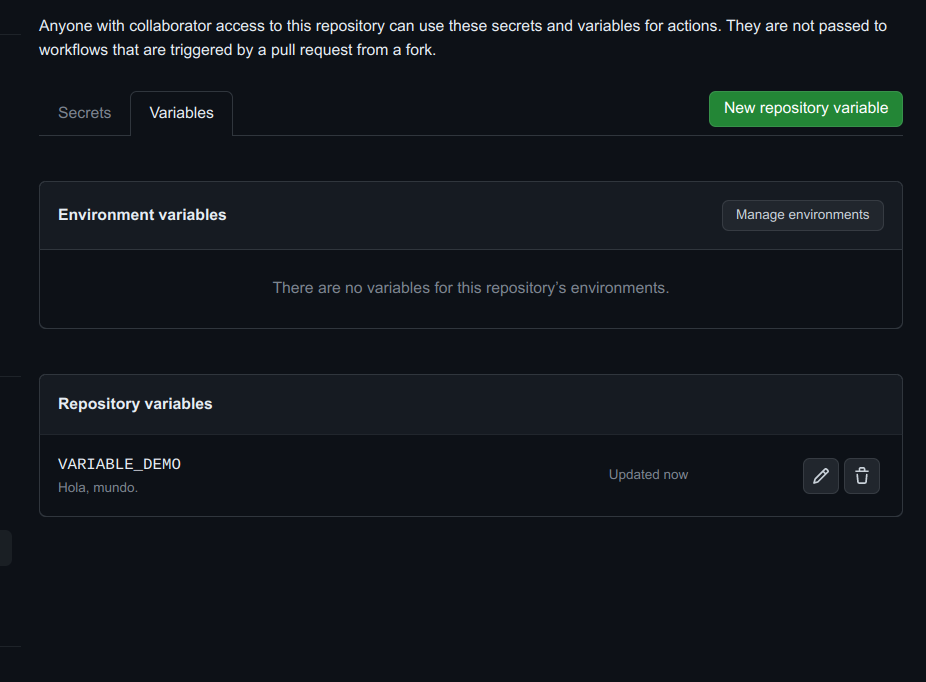 Anyone with collaborator access to this repository can use these secrets and variables for actions. They are not passed to
workflows that are triggered by a pull request from a fork.
Secrets
Variables
New repository variable
Environment variables
Manage environments
There are no variables for this repository’s environments.
Repository variables
VARIABLE_DEMO
Updated now
Hola, mundo.